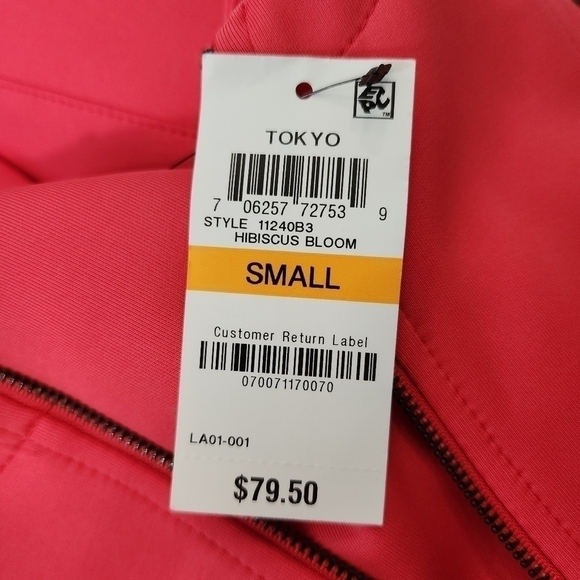 TOKYO
7 06257 72753 9
STYLE 11240B3
HIBISCUS BLOOM
SMALL
Customer Return Label
070071170070
LA01-001
$79.50